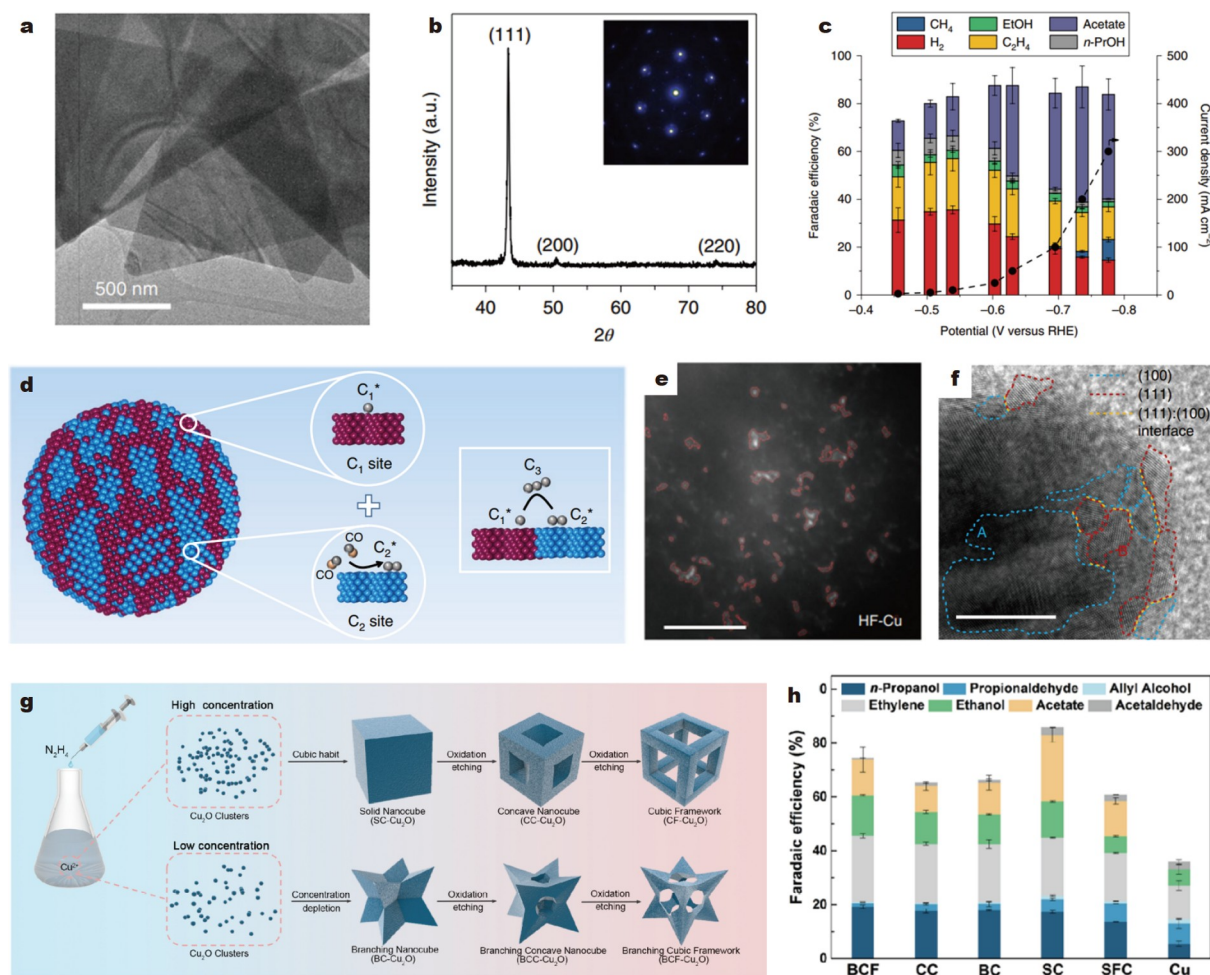 a
500 nm
b
(111)
(200)
(220)
Intensity (a.u.)
40 50 60 70 80
2θ
c
CH₄ EtOH Acetate
H₂ C₂H₄ n-PrOH
100
80
60
40
20
0
Faradaic efficiency (%)
500
400
300
200
100
0
Current density (mA cm⁻²)
−0.4 −0.5 −0.6 −0.7 −0.8
Potential (V versus RHE)
d
C₁*
C₁ site
+
CO
C₂*
CO
C₂ site
C₃
C₁* C₂*
e
HF-Cu
f
(100)
(111)
(111):(100)
interface
A
B
g
N₂H₄
Cu²⁺
High concentration
Cu₂O Clusters
Cubic habit
Solid Nanocube
(SC-Cu₂O)
Oxidation
etching
Concave Nanocube
(CC-Cu₂O)
Oxidation
etching
Cubic Framework
(CF-Cu₂O)
Low concentration
Cu₂O Clusters
Concentration
depletion
Branching Nanocube
(BC-Cu₂O)
Oxidation
etching
Branching Concave Nanocube
(BCC-Cu₂O)
Oxidation
etching
Branching Cubic Framework
(BCF-Cu₂O)
h
n-Propanol Propionaldehyde Allyl Alcohol
Ethylene Ethanol Acetate Acetaldehyde
0
80
60
40
20
0
Faradaic efficiency (%)
BCF CC BC SC SFC Cu